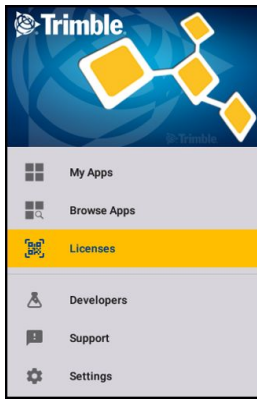 Trimble
Trimble
My Apps
Browse Apps
Licenses
Developers
Support
Settings